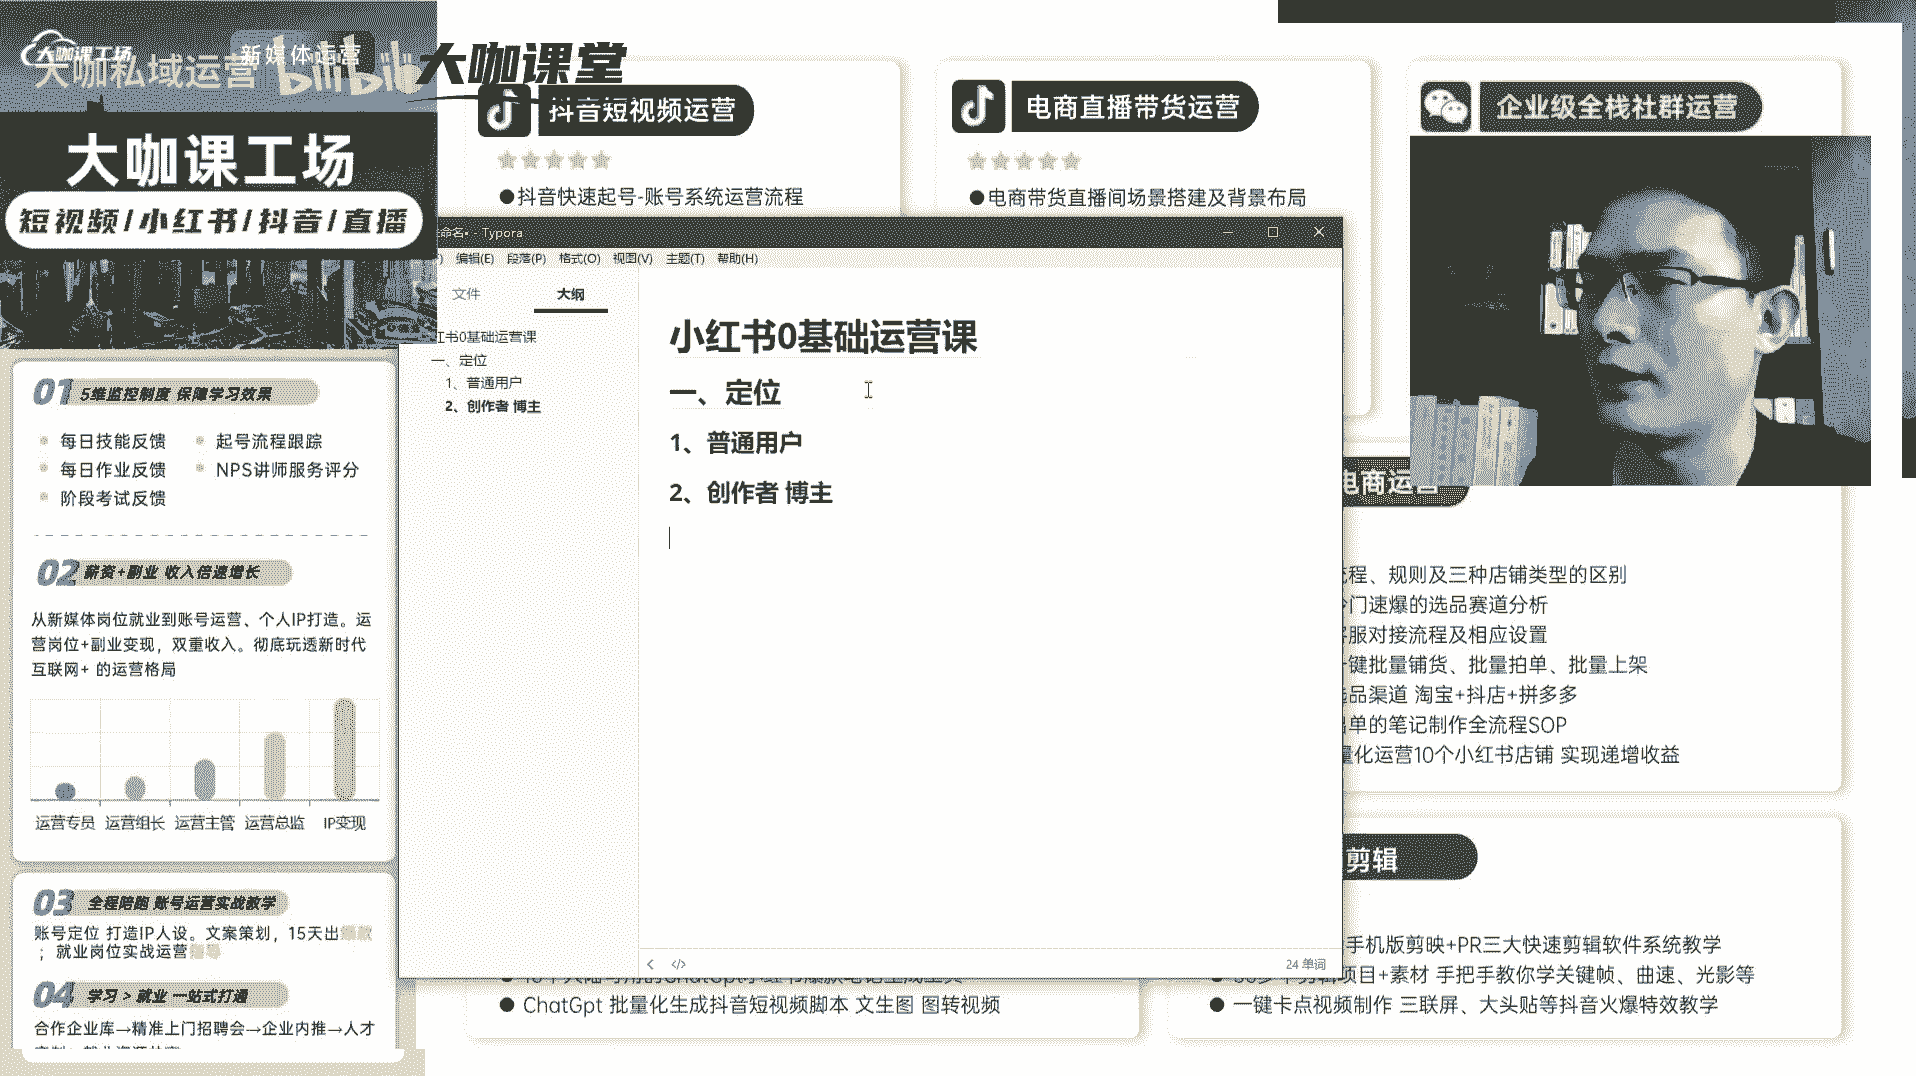 大咖课工场
新媒体运营
大咖私域运营
bilibili
大咖课堂
大咖课工场
短视频/小红书/抖音/直播
01 5维监控制度 保障学习效果
每日技能反馈
起号流程跟踪
每日作业反馈
NPS讲师服务评分
阶段考试反馈
02 薪资+副业 收入倍速增长
从新媒体岗位就业到账号运营、个人IP打造。运
营岗位+副业变现，双重收入。彻底玩透新时代
互联网+ 的运营格局
运营专员 运营组长 运营主管 运营总监 IP变现
03 全程陪跑 账号运营实战教学
账号定位 打造IP人设。文案策划，15天出
；就业岗位实战运营
04 学习 > 就业 一站式打通
合作企业库→精准上门招聘会→企业内推→人才
抖音短视频运营
●抖音快速起号-账号系统运营流程
电商直播带货运营
●电商带货直播间场景搭建及背景布局
企业级全栈社群运营
命名• - Typora
编辑(E) 段落(P) 格式(O) 视图(V) 主题(T) 帮助(H)
文件 大纲
红书0基础运营课
一、定位
1、普通用户
2、创作者 博主
小红书0基础运营课
一、定位
1、普通用户
2、创作者 博主
24 单词
电商运营
流程、规则及三种店铺类型的区别
冷门速爆的选品赛道分析
客服对接流程及相应设置
一键批量铺货、批量拍单、批量上架
选品渠道 淘宝+抖店+拼多多
出单的笔记制作全流程SOP
量化运营10个小红书店铺 实现递增收益
剪辑
手机版剪映+PR三大快速剪辑软件系统教学
项目+素材 手把手教你学关键帧、曲速、光影等
● 一键卡点视频制作 三联屏、大头贴等抖音火爆特效教学
● ChatGpt 批量化生成抖音短视频脚本 文生图 图转视频